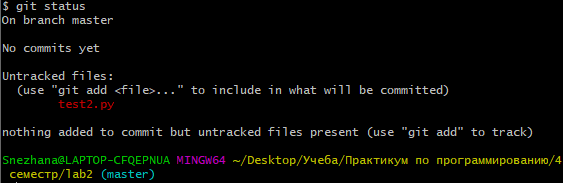 $ git status
On branch master
No commits yet
Untracked files:
(use "git add <file>..." to include in what will be committed)
test2.py
nothing added to commit but untracked files present (use "git add" to track)
Snezhana@LAPTOP-CFQEPNUA MINGW64 ~/Desktop/Учеба/Практикум по программированию/4
семестр/lab2 (master)